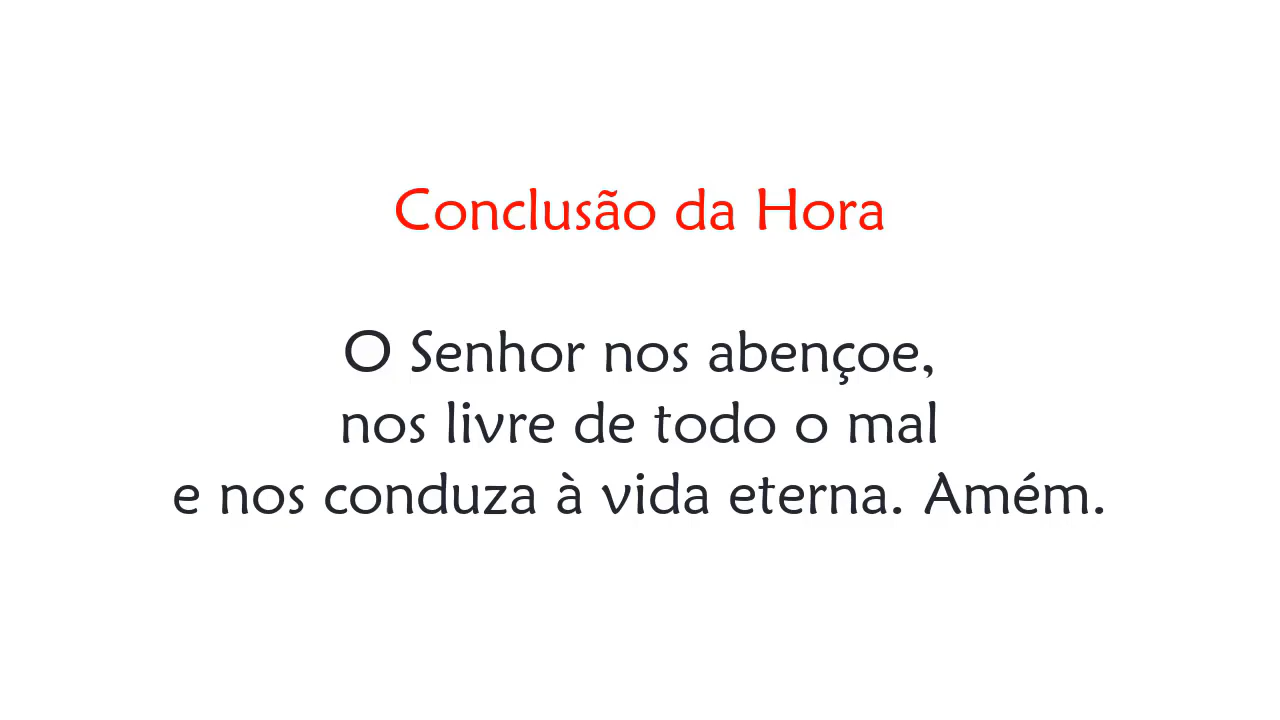 Conclusão da Hora
O Senhor nos abençoe,
nos livre de todo o mal
e nos conduza à vida eterna. Amém.